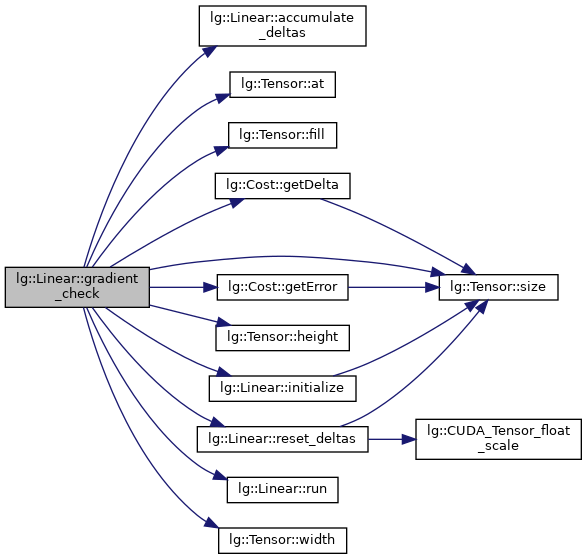 lg::Linear::accumulate
_deltas
lg::Tensor::at
lg::Tensor::fill
lg::Cost::getDelta
lg::Linear::gradient
_check
lg::Cost::getError
lg::Tensor::size
lg::Tensor::height
lg::Linear::initialize
lg::Linear::reset_deltas
lg::CUDA_Tensor_float
_scale
lg::Linear::run
lg::Tensor::width